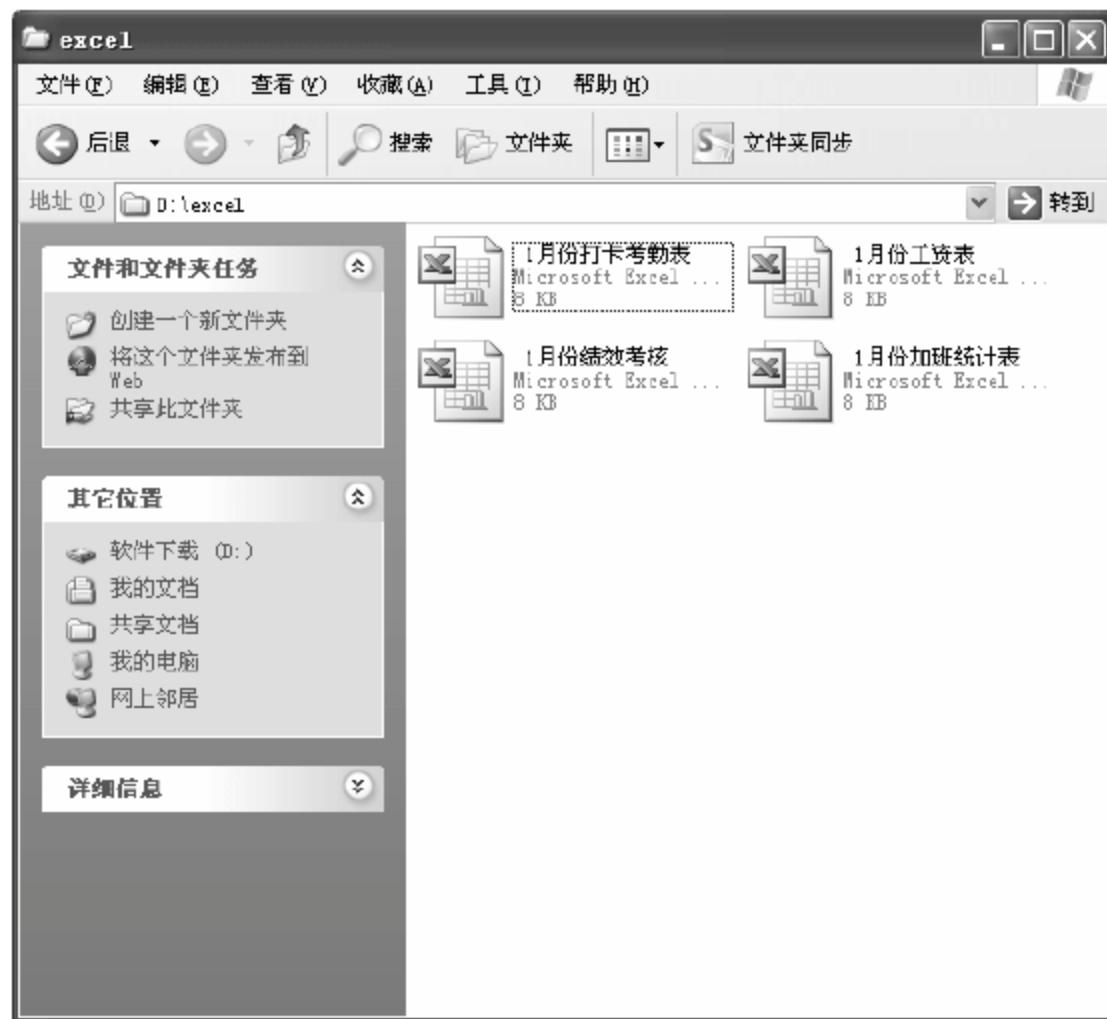 excel
文件(F) 编辑(E) 查看(V) 收藏(A) 工具(T) 帮助(H)
后退 搜索 文件夹 文件夹同步
地址(D) D:\excel 转到
文件和文件夹任务
创建一个新文件夹
将这个文件夹发布到
Web
共享此文件夹
其它位置
软件下载 (D:)
我的文档
共享文档
我的电脑
网上邻居
详细信息
1月份打卡考勤表
Microsoft Excel ...
8 KB
1月份工资表
Microsoft Excel ...
8 KB
1月份绩效考核
Microsoft Excel ...
8 KB
1月份加班统计表
Microsoft Excel ...
8 KB